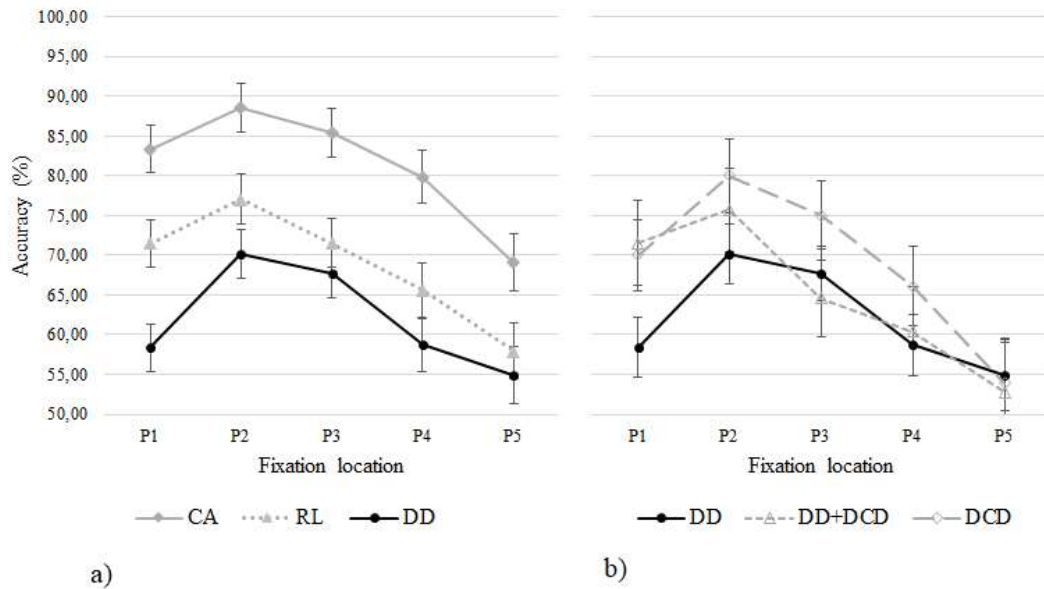 100,00
95,00
90,00
85,00
80,00
75,00
70,00
65,00
60,00
55,00
50,00
Accuracy (%)
P1 P2 P3 P4 P5
Fixation location
CA RL DD
a)
P1 P2 P3 P4 P5
Fixation location
DD DD+DCD DCD
b)